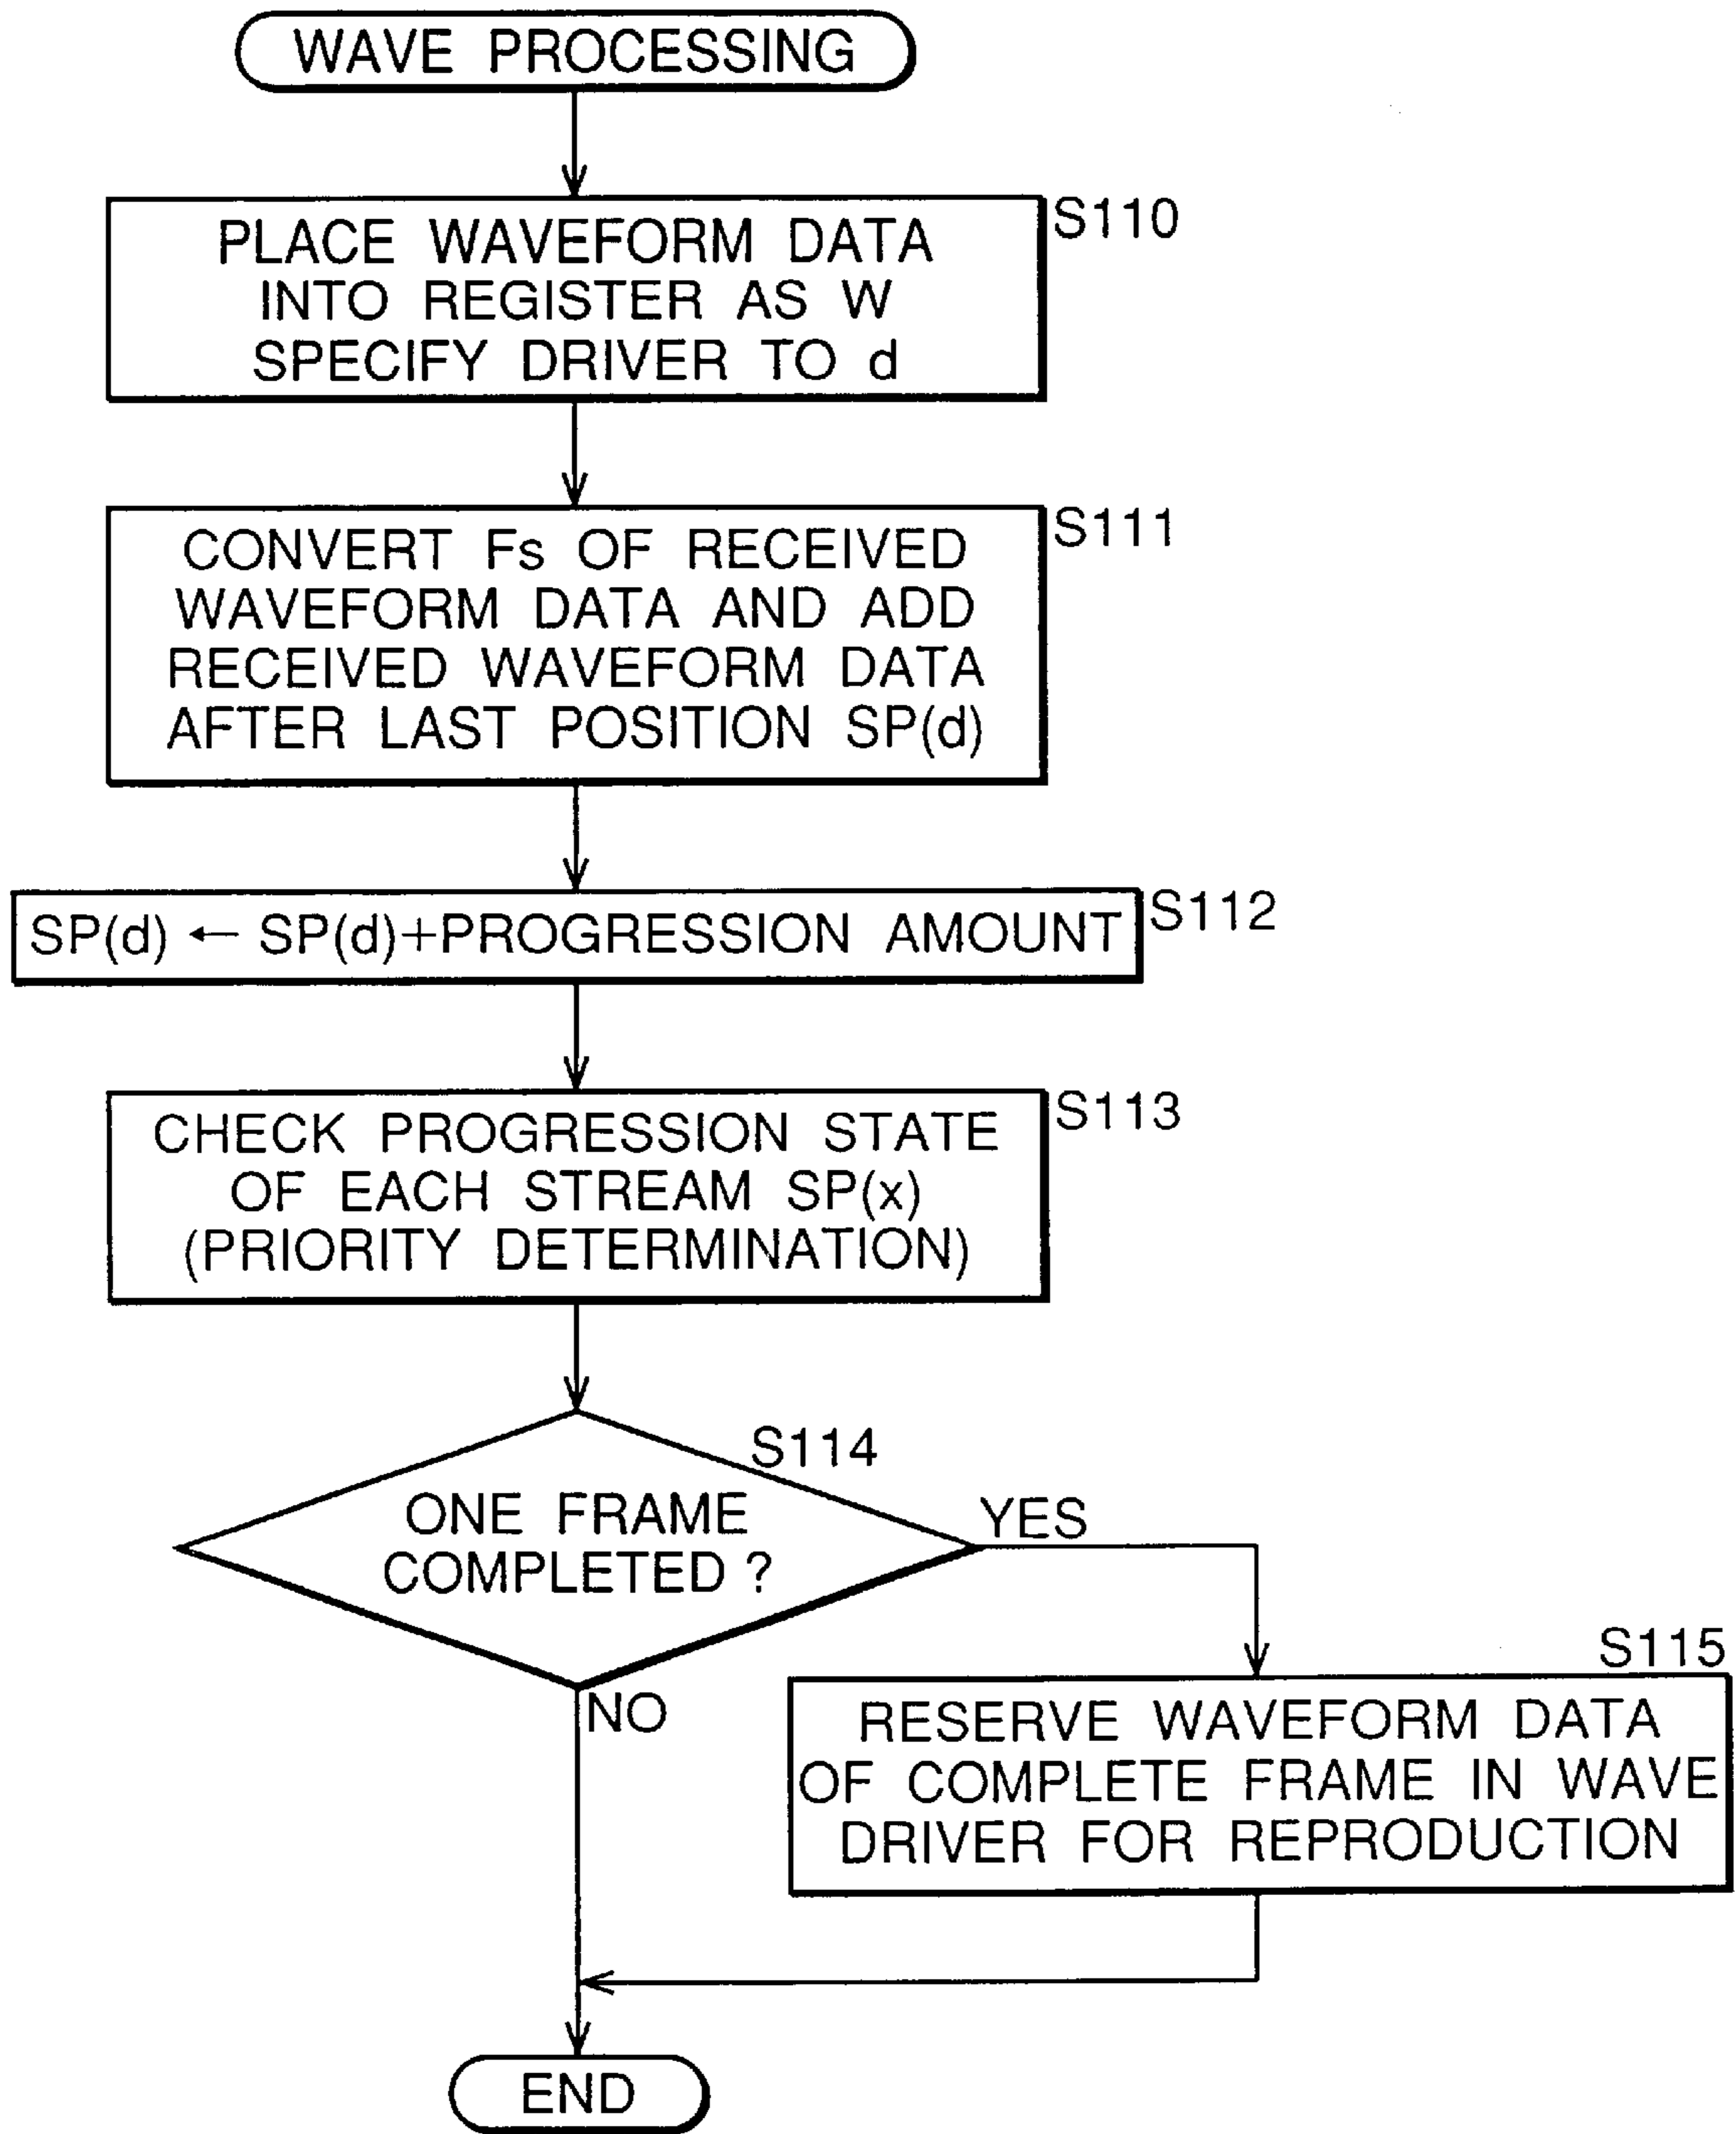 WAVE PROCESSING
S110
PLACE WAVEFORM DATA
INTO REGISTER AS W
SPECIFY DRIVER TO d
S111
CONVERT Fs OF RECEIVED
WAVEFORM DATA AND ADD
RECEIVED WAVEFORM DATA
AFTER LAST POSITION SP(d)
S112
SP(d) ← SP(d)+PROGRESSION AMOUNT
S113
CHECK PROGRESSION STATE
OF EACH STREAM SP(x)
(PRIORITY DETERMINATION)
S114
ONE FRAME
COMPLETED ?
YES
NO
S115
RESERVE WAVEFORM DATA
OF COMPLETE FRAME IN WAVE
DRIVER FOR REPRODUCTION
END